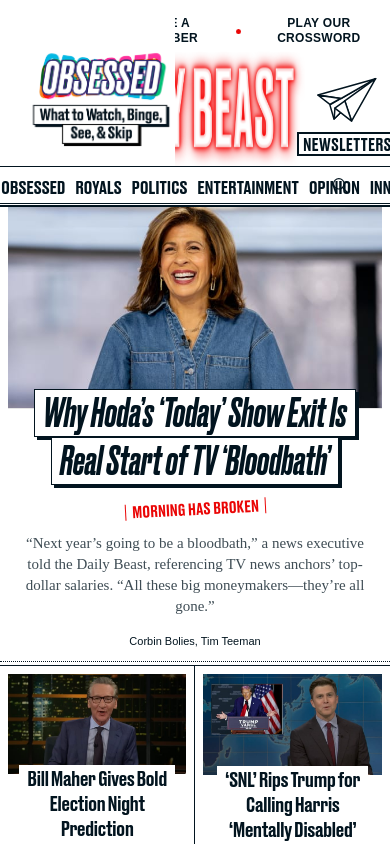 E A
BER
PLAY OUR
CROSSWORD
OBSESSED
What to Watch, Binge,
See, & Skip
Y BEAST
NEWSLETTERS
OBSESSED ROYALS POLITICS ENTERTAINMENT OPINION INN
Why Hoda’s ‘Today’ Show Exit Is
Real Start of TV ‘Bloodbath’
MORNING HAS BROKEN
“Next year’s going to be a bloodbath,” a news executive
told the Daily Beast, referencing TV news anchors’ top-
dollar salaries. “All these big moneymakers—they’re all
gone.”
Corbin Bolies, Tim Teeman
TRUMP
Bill Maher Gives Bold
Election Night
Prediction
‘SNL’ Rips Trump for
Calling Harris
‘Mentally Disabled’